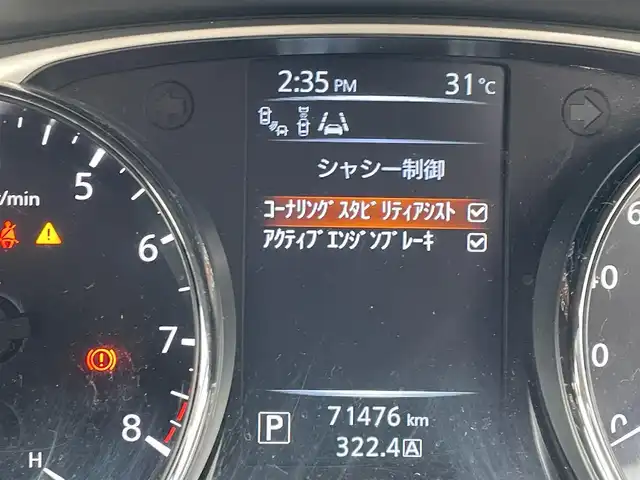 2:35 PM 31℃
シャシー制御
コーナリングスタビリティアシスト
アクティブエンジンブレーキ
r/min
5
6
7
8
H
P
71476 km
322.4 A